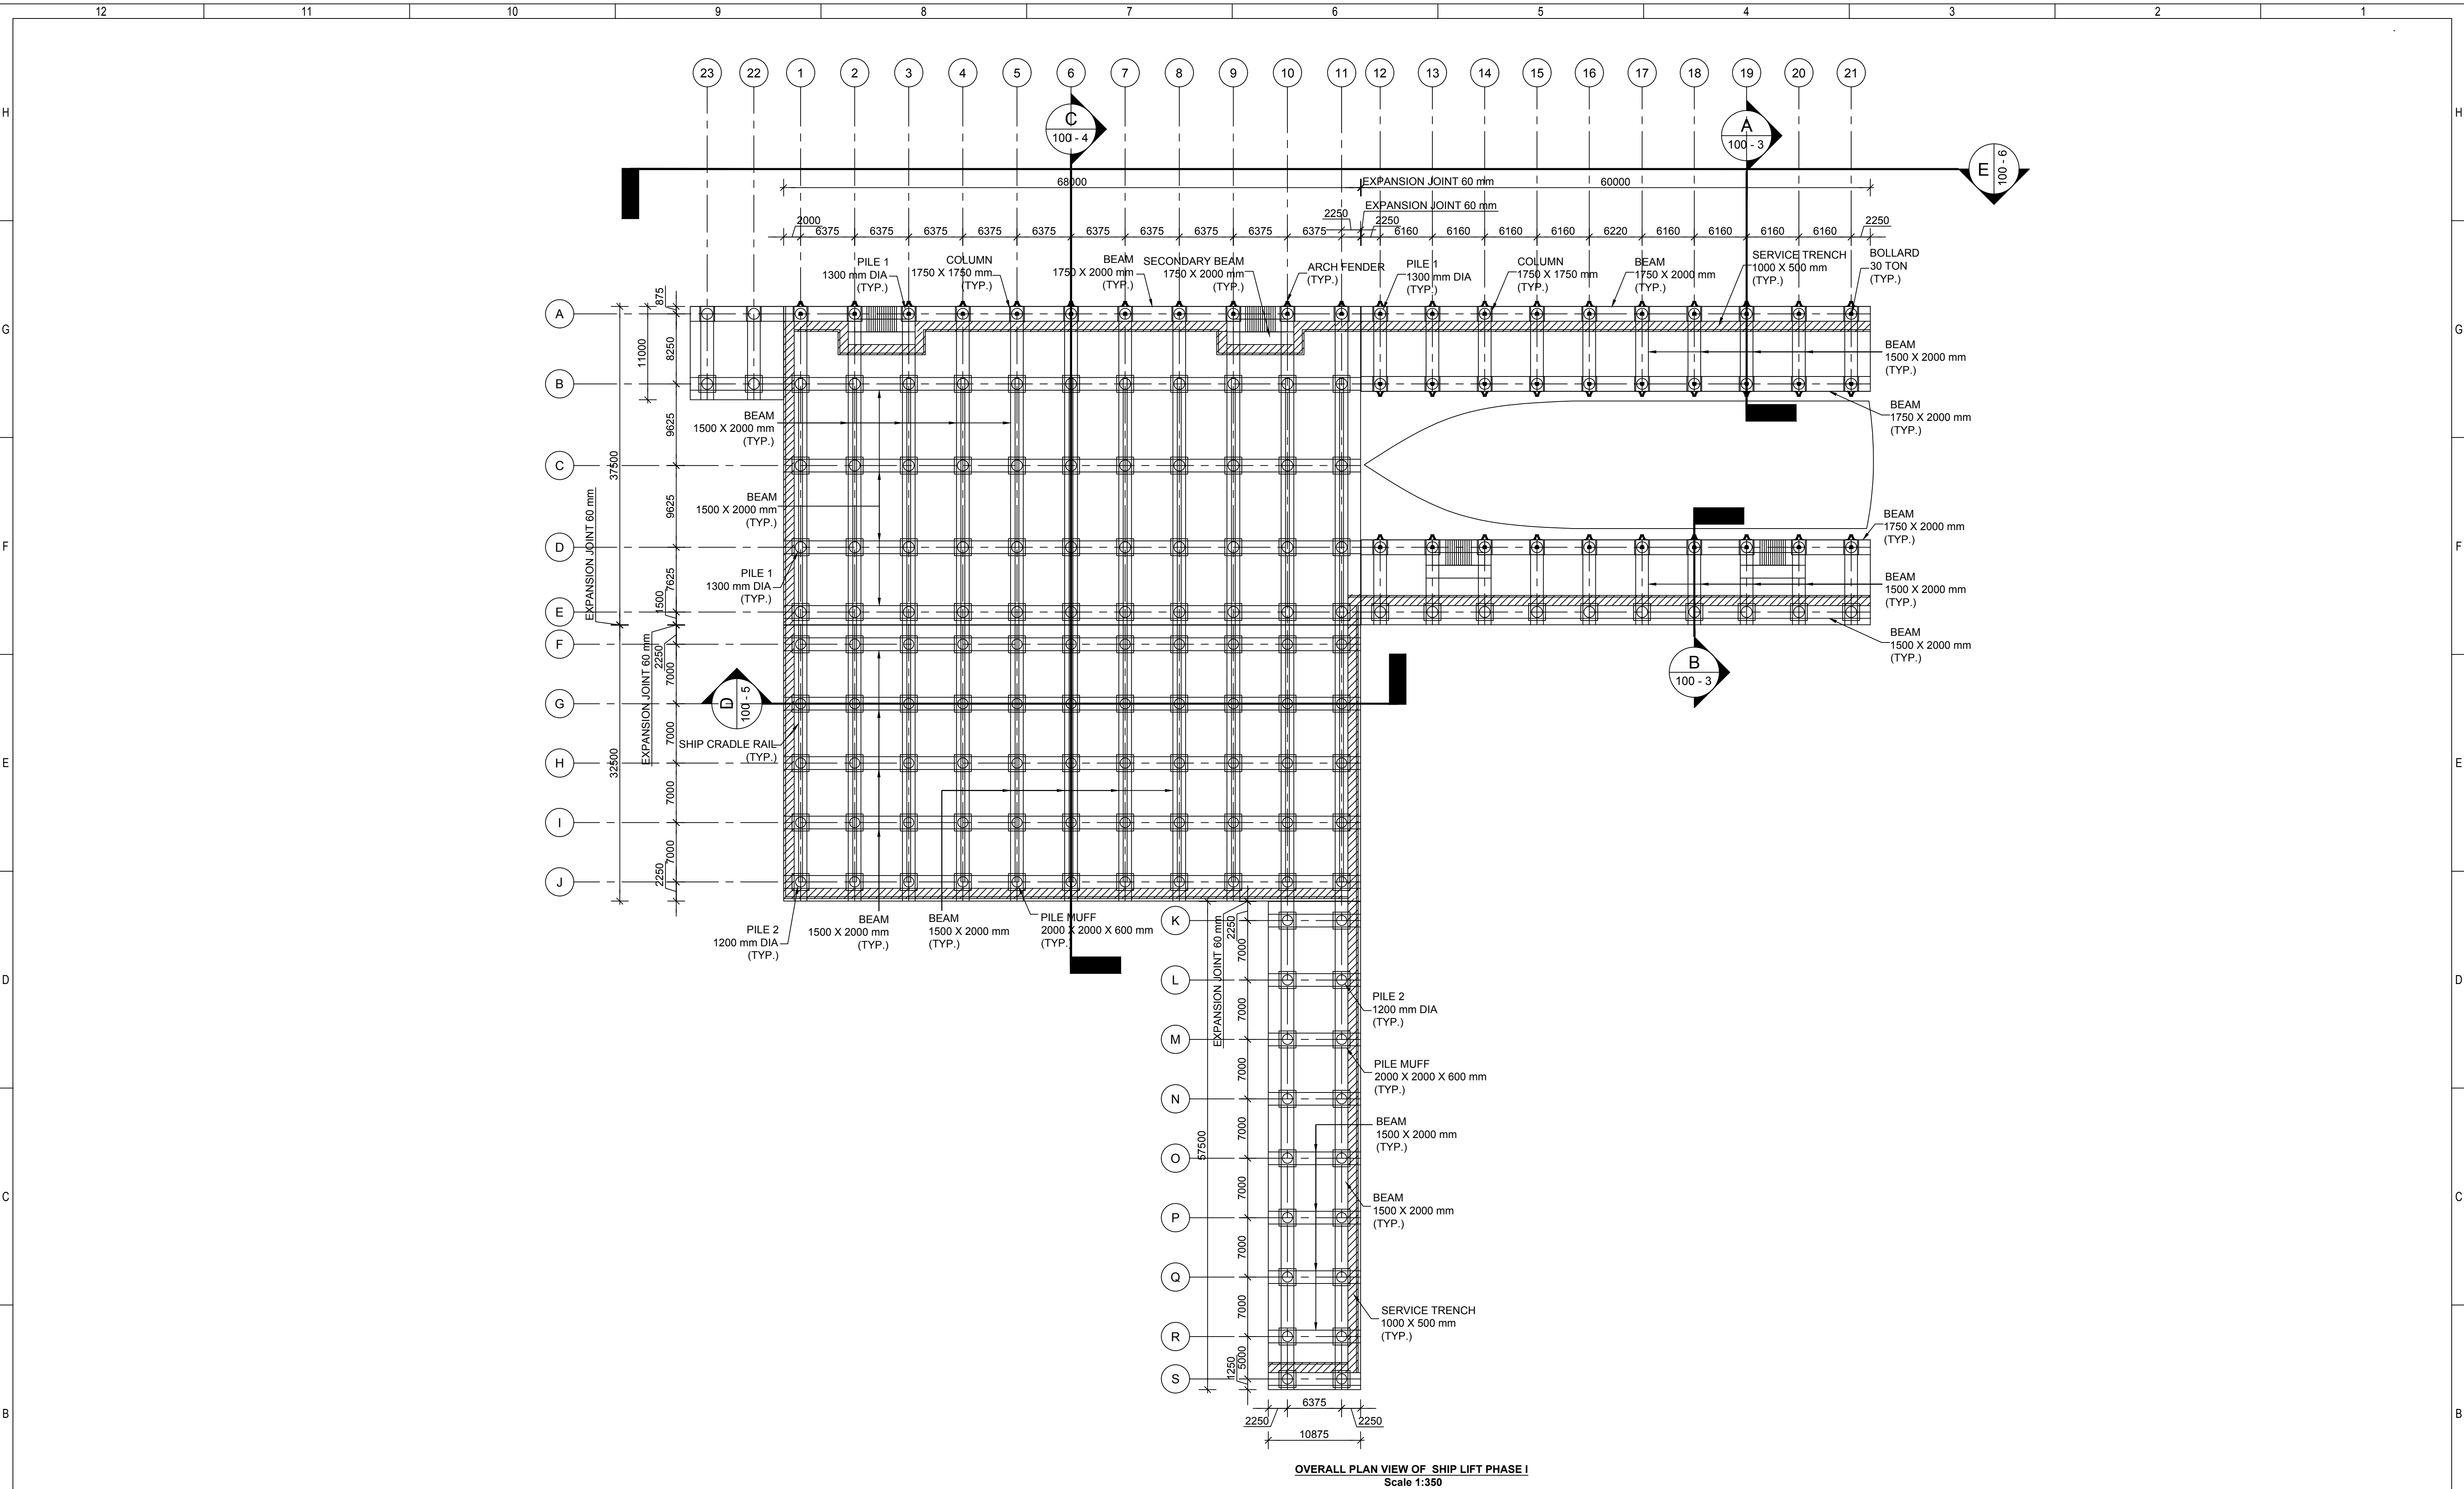 12 11 10 9 8 7 6 5 4 3 2 1
23 22 1 2 3 4 5 6 7 8 9 10 11 12 13 14 15 16 17 18 19 20 21
H H
C
100 - 4
A
100 - 3
E
100 - 6
68000 EXPANSION JOINT 60 mm 60000
EXPANSION JOINT 60 mm
2000 2250 2250 2250
6375 6375 6375 6375 6375 6375 6375 6375 6375 6375 6160 6160 6160 6160 6220 6160 6160 6160 6160
PILE 1
1300 mm DIA
(TYP.)
COLUMN
1750 X 1750 mm
(TYP.)
BEAM
1750 X 2000 mm
(TYP.)
SECONDARY BEAM
1750 X 2000 mm
(TYP.)
ARCH FENDER
(TYP.)
PILE 1
1300 mm DIA
(TYP.)
COLUMN
1750 X 1750 mm
(TYP.)
BEAM
1750 X 2000 mm
(TYP.)
SERVICE TRENCH
1000 X 500 mm
(TYP.)
BOLLARD
30 TON
(TYP.)
G G
A
B
C
D
E
F
G
H
I
J
875
8250
11000
9625
37500
9625
7625
1500
EXPANSION JOINT 60 mm
EXPANSION JOINT 60 mm
2250
7000
7000
32500
7000
7000
2250
BEAM
1500 X 2000 mm
(TYP.)
BEAM
1750 X 2000 mm
(TYP.)
BEAM
1500 X 2000 mm
(TYP.)
BEAM
1500 X 2000 mm
(TYP.)
BEAM
1750 X 2000 mm
(TYP.)
F F
PILE 1
1300 mm DIA
(TYP.)
BEAM
1500 X 2000 mm
(TYP.)
BEAM
1500 X 2000 mm
(TYP.)
B
100 - 3
D
100 - 5
SHIP CRADLE RAIL
(TYP.)
E E
PILE 2
1200 mm DIA
(TYP.)
BEAM
1500 X 2000 mm
(TYP.)
BEAM
1500 X 2000 mm
(TYP.)
PILE MUFF
2000 X 2000 X 600 mm
(TYP.)
D D
K
L
M
N
O
P
Q
R
S
EXPANSION JOINT 60 mm
2250
7000
7000
7000
7000
57500
7000
7000
7000
5000
1250
PILE 2
1200 mm DIA
(TYP.)
PILE MUFF
2000 X 2000 X 600 mm
(TYP.)
BEAM
1500 X 2000 mm
(TYP.)
C C
BEAM
1500 X 2000 mm
(TYP.)
SERVICE TRENCH
1000 X 500 mm
(TYP.)
B B
6375
2250 2250
10875
OVERALL PLAN VIEW OF SHIP LIFT PHASE I
Scale 1:350